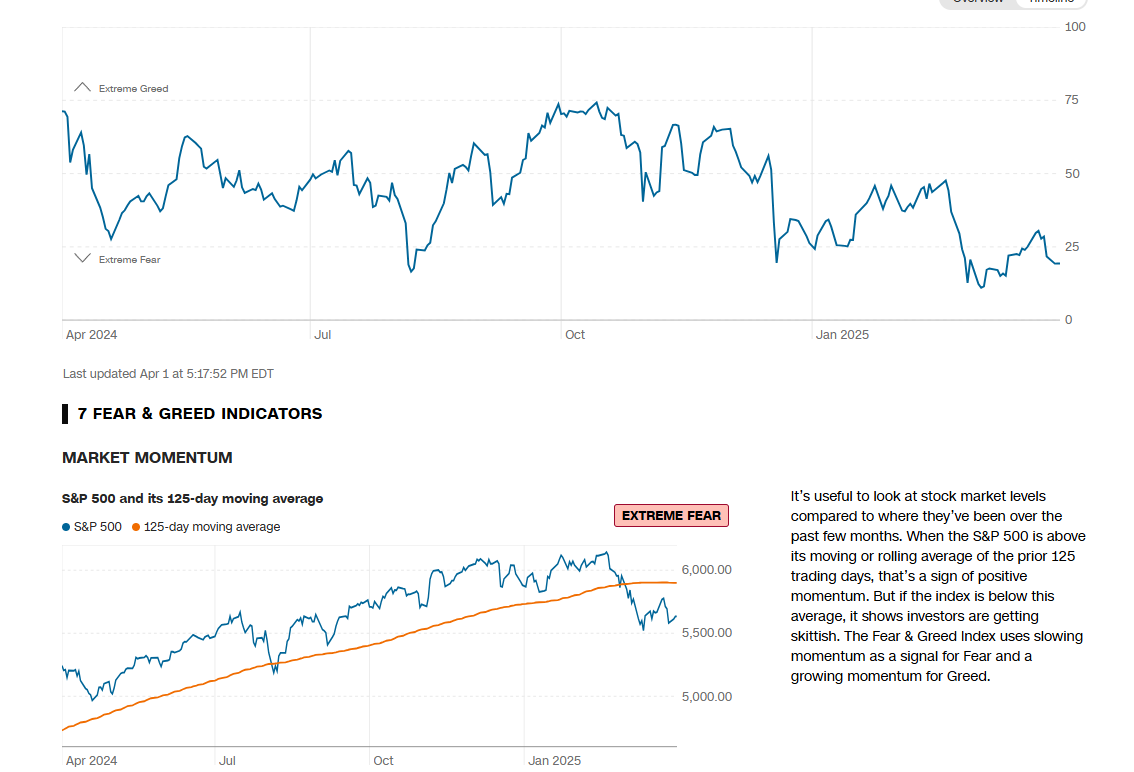 Overview Timeline
100
Extreme Greed
75
50
25
Extreme Fear
0
Apr 2024 Jul Oct Jan 2025
Last updated Apr 1 at 5:17:52 PM EDT
7 FEAR & GREED INDICATORS
MARKET MOMENTUM
S&P 500 and its 125-day moving average
S&P 500 125-day moving average
EXTREME FEAR
6,000.00
5,500.00
5,000.00
Apr 2024 Jul Oct Jan 2025
It's useful to look at stock market levels
compared to where they've been over the
past few months. When the S&P 500 is above
its moving or rolling average of the prior 125
trading days, that's a sign of positive
momentum. But if the index is below this
average, it shows investors are getting
skittish. The Fear & Greed Index uses slowing
momentum as a signal for Fear and a
growing momentum for Greed.